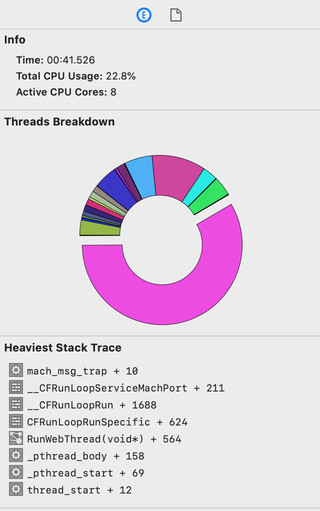 E
Info
Time: 00:41.526
Total CPU Usage: 22.8%
Active CPU Cores: 8
Threads Breakdown
Heaviest Stack Trace
mach_msg_trap + 10
__CFRunLoopServiceMachPort + 211
__CFRunLoopRun + 1688
CFRunLoopRunSpecific + 624
RunWebThread(void*) + 564
_pthread_body + 158
_pthread_start + 69
thread_start + 12